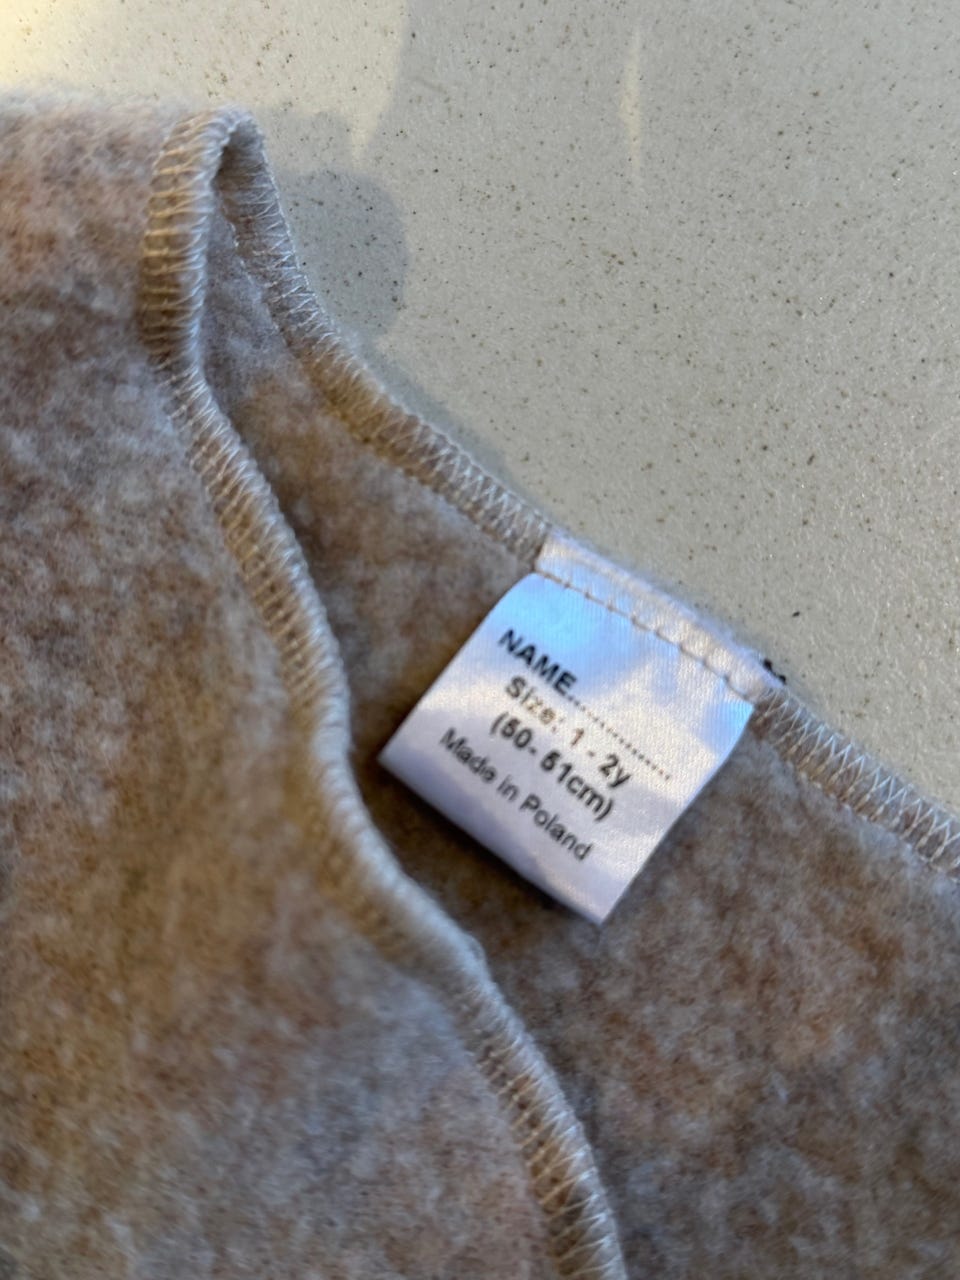 NAME....................
Size: 1 - 2y
(50- 51cm)
Made in Poland